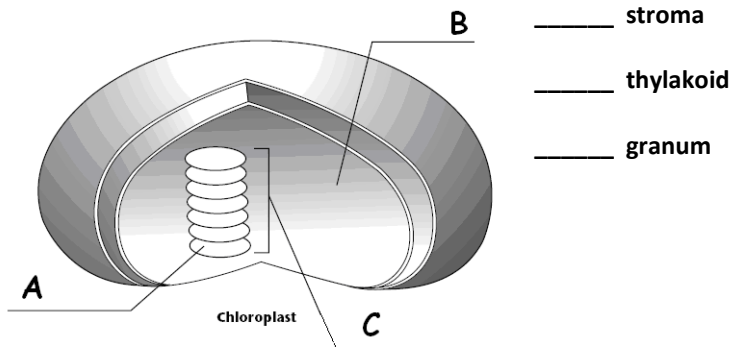 B
______ stroma
______ thylakoid
______ granum
A
Chloroplast
C